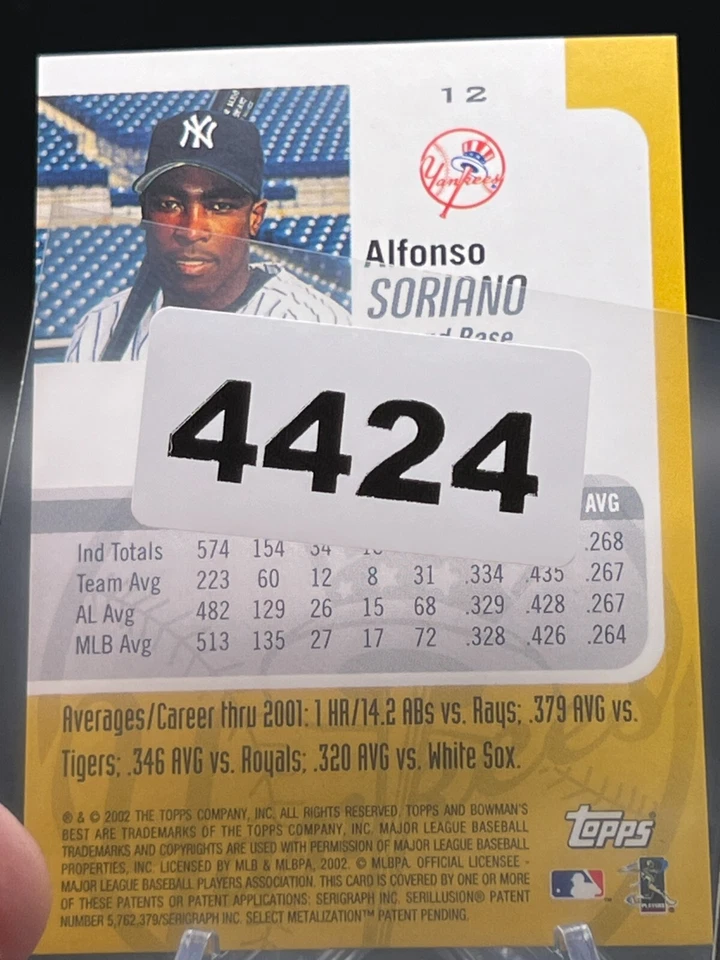 12
NY
Yankees
Alfonso
SORIANO
Base
4424
AVG
Ind Totals 574 154 34 .268
Team Avg 223 60 12 8 31 .334 .435 .267
AL Avg 482 129 26 15 68 .329 .428 .267
MLB Avg 513 135 27 17 72 .328 .426 .264
Averages/Career thru 2001: 1 HR/14.2 ABs vs. Rays; .379 AVG vs.
Tigers; .346 AVG vs. Royals; .320 AVG vs. White Sox.
® & © 2002 THE TOPPS COMPANY, INC. ALL RIGHTS RESERVED. TOPPS AND BOWMAN'S
BEST ARE TRADEMARKS OF THE TOPPS COMPANY, INC. MAJOR LEAGUE BASEBALL
TRADEMARKS AND COPYRIGHTS ARE USED WITH PERMISSION OF MAJOR LEAGUE BASEBALL
PROPERTIES, INC. LICENSED BY MLB & MLBPA, 2002. © MLBPA. OFFICIAL LICENSEE -
MAJOR LEAGUE BASEBALL PLAYERS ASSOCIATION. THIS CARD IS COVERED BY ONE OR MORE
OF THESE PATENTS OR PATENT APPLICATIONS: SERIGRAPH INC. SERILLUSION® PATENT
NUMBER 5,762,379/SERIGRAPH INC. SELECT METALIZATION™ PATENT PENDING.
topps
PLAYERS